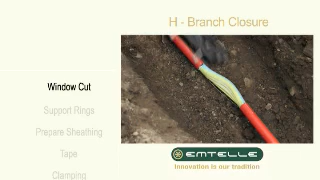 H - Branch Closure
Window Cut
Support Rings
Prepare Sheathing
Tape
Clamping
EMTELLE
Innovation is our tradition